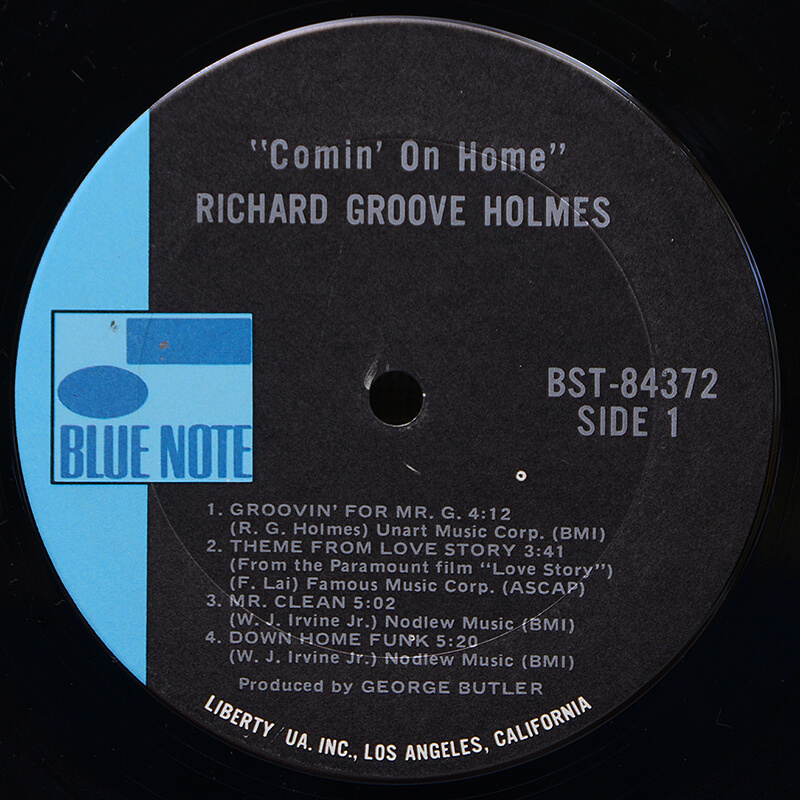 "Comin' On Home"
RICHARD GROOVE HOLMES
BLUE NOTE
BST-84372
SIDE 1
1. GROOVIN' FOR MR. G. 4:12
(R. G. Holmes) Unart Music Corp. (BMI)
2. THEME FROM LOVE STORY 3:41
(From the Paramount film "Love Story")
(F. Lai) Famous Music Corp. (ASCAP)
3. MR. CLEAN 5:02
(W. J. Irvine Jr.) Nodlew Music (BMI)
4. DOWN HOME FUNK 5:20
(W. J. Irvine Jr.) Nodlew Music (BMI)
Produced by GEORGE BUTLER
LIBERTY / UA. INC., LOS ANGELES, CALIFORNIA